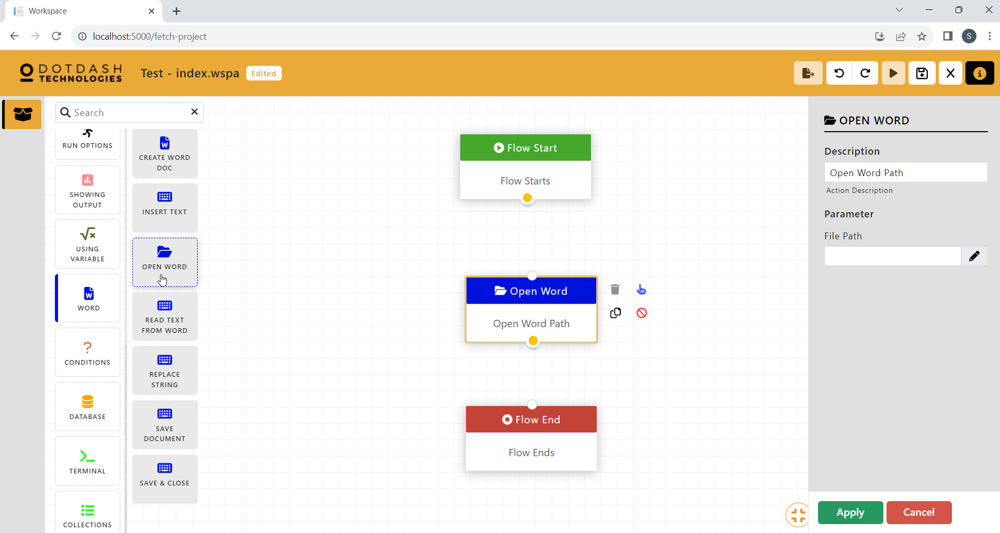 Workspace
localhost:5000/fetch-project
S
DOTDASH
TECHNOLOGIES
Test - index.wspa
Edited
Search
RUN OPTIONS
SHOWING
OUTPUT
USING
VARIABLE
WORD
CONDITIONS
DATABASE
TERMINAL
COLLECTIONS
CREATE WORD
DOC
INSERT TEXT
OPEN WORD
READ TEXT
FROM WORD
REPLACE
STRING
SAVE
DOCUMENT
SAVE & CLOSE
Flow Start
Flow Starts
Open Word
Open Word Path
Flow End
Flow Ends
OPEN WORD
Description
Open Word Path
Action Description
Parameter
File Path
Apply
Cancel